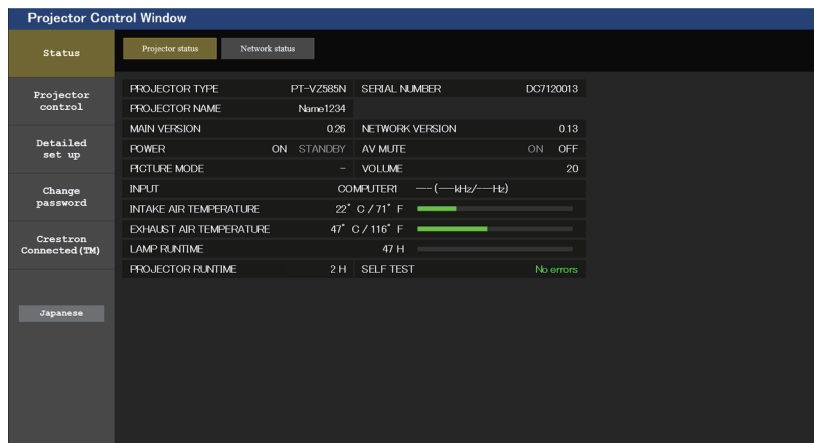 Projector Control Window
Status
Projector status
Network status
Projector
control
Detailed
set up
Change
password
Crestron
Connected(TM)
Japanese
PROJECTOR TYPE PT-VZ585N SERIAL NUMBER DC7120013
PROJECTOR NAME Name1234
MAIN VERSION 0.26 NETWORK VERSION 0.13
POWER ON STANDBY AV MUTE ON OFF
PICTURE MODE – VOLUME 20
INPUT COMPUTER1 ---(---kHz/---Hz)
INTAKE AIR TEMPERATURE 22° C / 71° F
EXHAUST AIR TEMPERATURE 47° C / 116° F
LAMP RUNTIME 47 H
PROJECTOR RUNTIME 2 H SELF TEST No errors